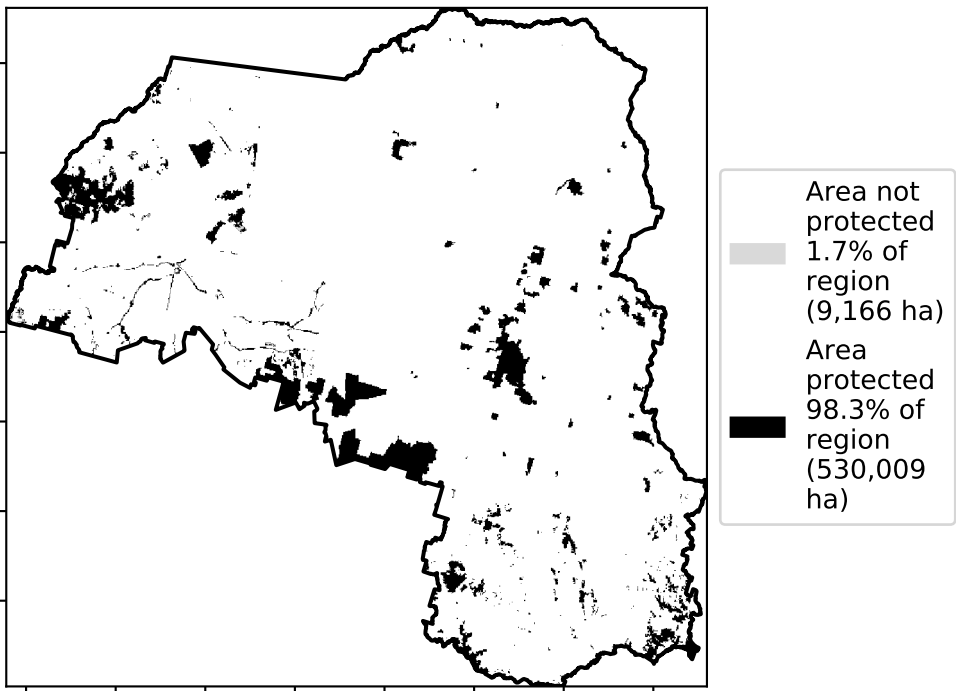 Area not
protected
1.7% of
region
(9,166 ha)
Area
protected
98.3% of
region
(530,009
ha)